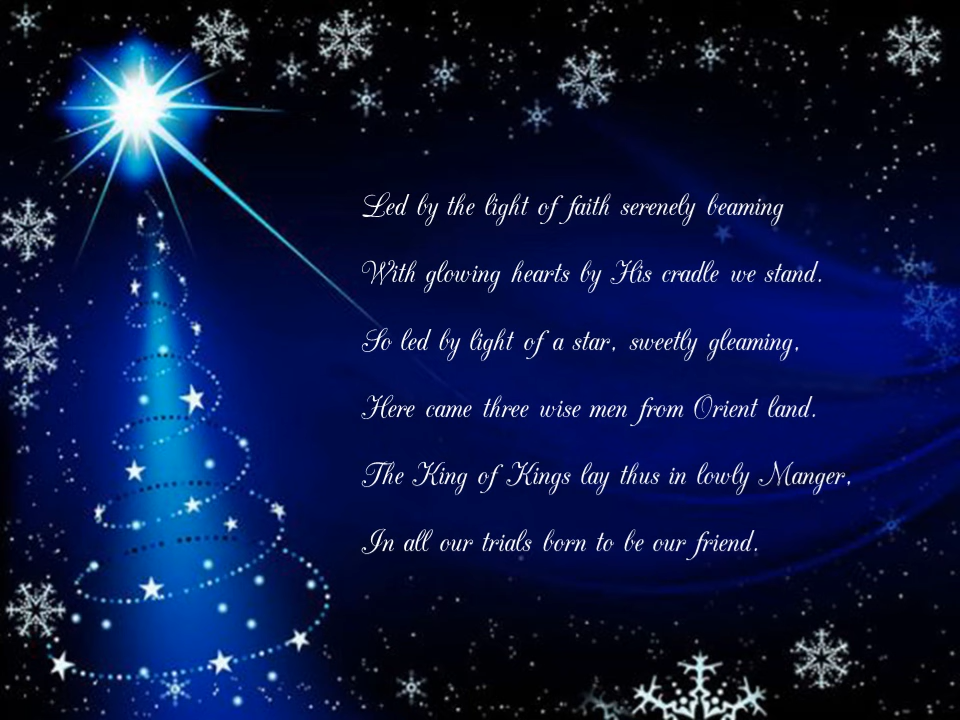 Led by the light of faith serenely beaming
With glowing hearts by His cradle we stand.
So led by light of a star, sweetly gleaming,
Here came three wise men from Orient land.
The King of Kings lay thus in lowly Manger,
In all our trials born to be our friend.